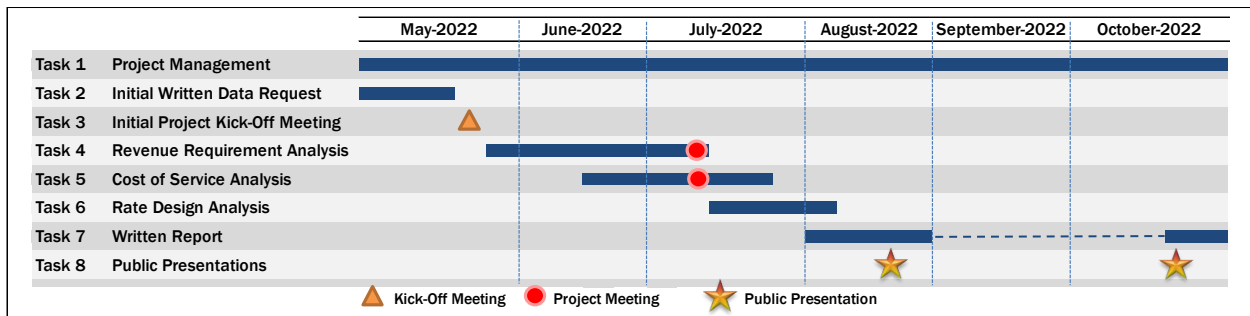 May-2022 June-2022 July-2022 August-2022 September-2022 October-2022
Task 1 Project Management
Task 2 Initial Written Data Request
Task 3 Initial Project Kick-Off Meeting
Task 4 Revenue Requirement Analysis
Task 5 Cost of Service Analysis
Task 6 Rate Design Analysis
Task 7 Written Report
Task 8 Public Presentations
Kick-Off Meeting Project Meeting Public Presentation